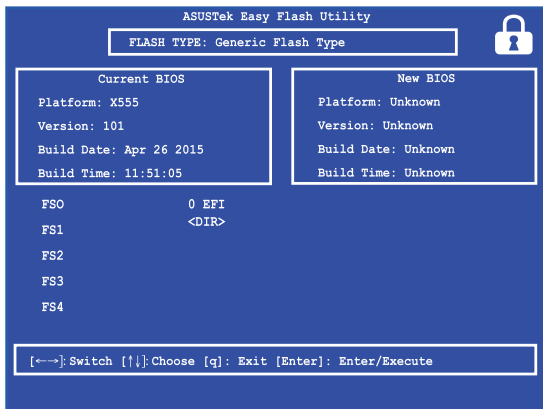 ASUSTek Easy Flash Utility
FLASH TYPE: Generic Flash Type
Current BIOS
Platform: X555
Version: 101
Build Date: Apr 26 2015
Build Time: 11:51:05
New BIOS
Platform: Unknown
Version: Unknown
Build Date: Unknown
Build Time: Unknown
FSO 0 EFI
<DIR>
FS1
FS2
FS3
FS4
[←→]: Switch [↑↓]: Choose [q]: Exit [Enter]: Enter/Execute